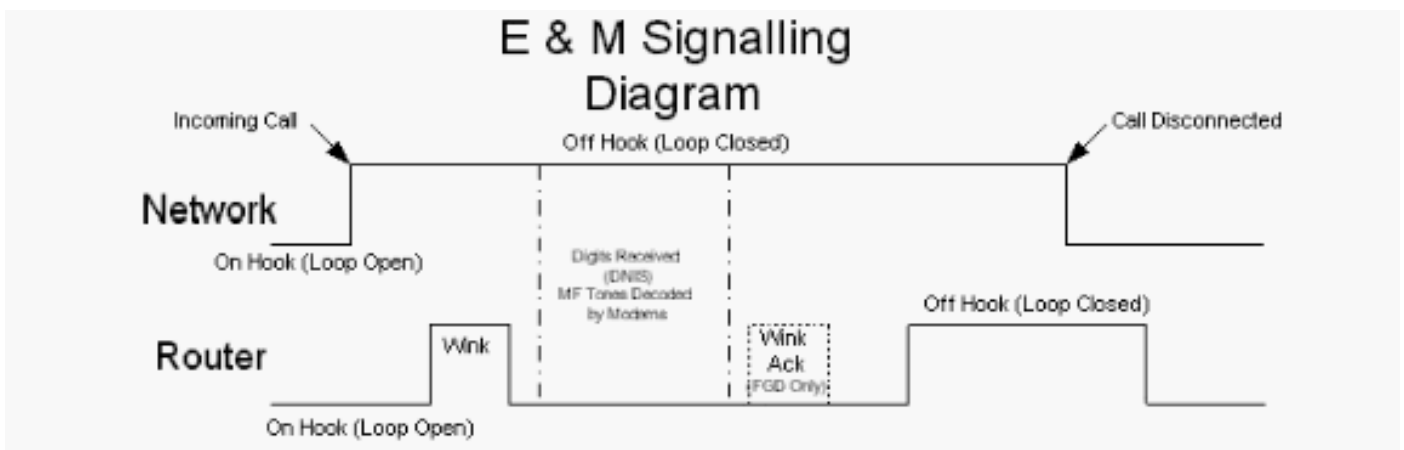 E & M Signalling
Diagram
Incoming Call
Off Hook (Loop Closed)
Call Disconnected
Network
On Hook (Loop Open)
Digits Received
(DNIS)
MF Tones Decoded
by Modems
Off Hook (Loop Closed)
Router
Wink
Wink
Ack
(FGD Only)
On Hook (Loop Open)